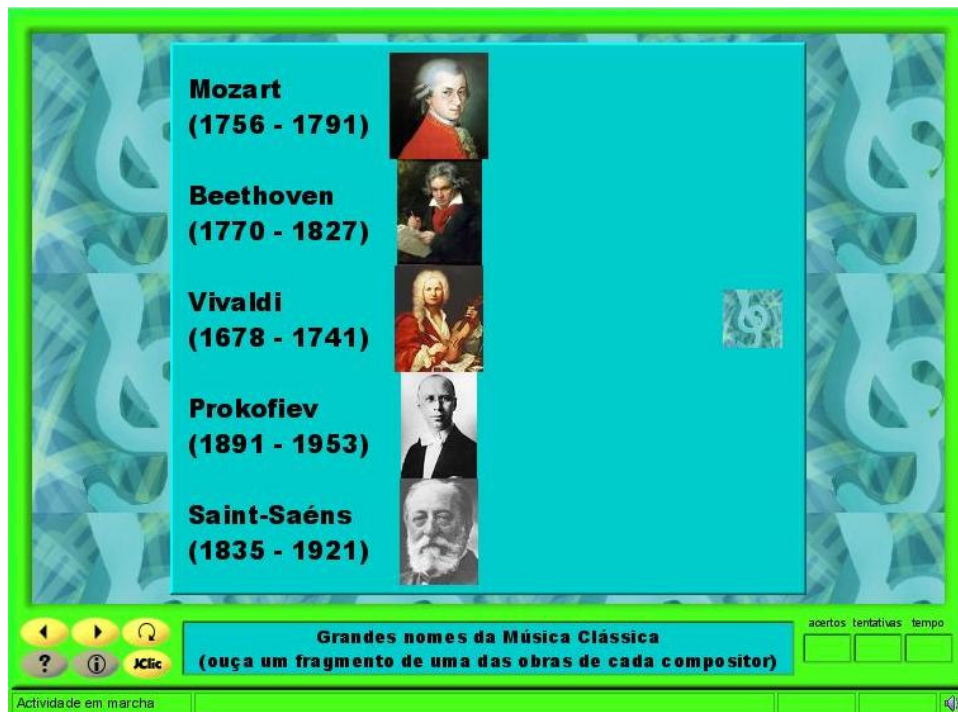 Mozart
(1756 - 1791)
Beethoven
(1770 - 1827)
Vivaldi
(1678 - 1741)
Prokofiev
(1891 - 1953)
Saint-Saéns
(1835 - 1921)
acertos tentativas tempo
Grandes nomes da Música Clássica
(ouça um fragmento de uma das obras de cada compositor)
? i JClic
Actividade em marcha